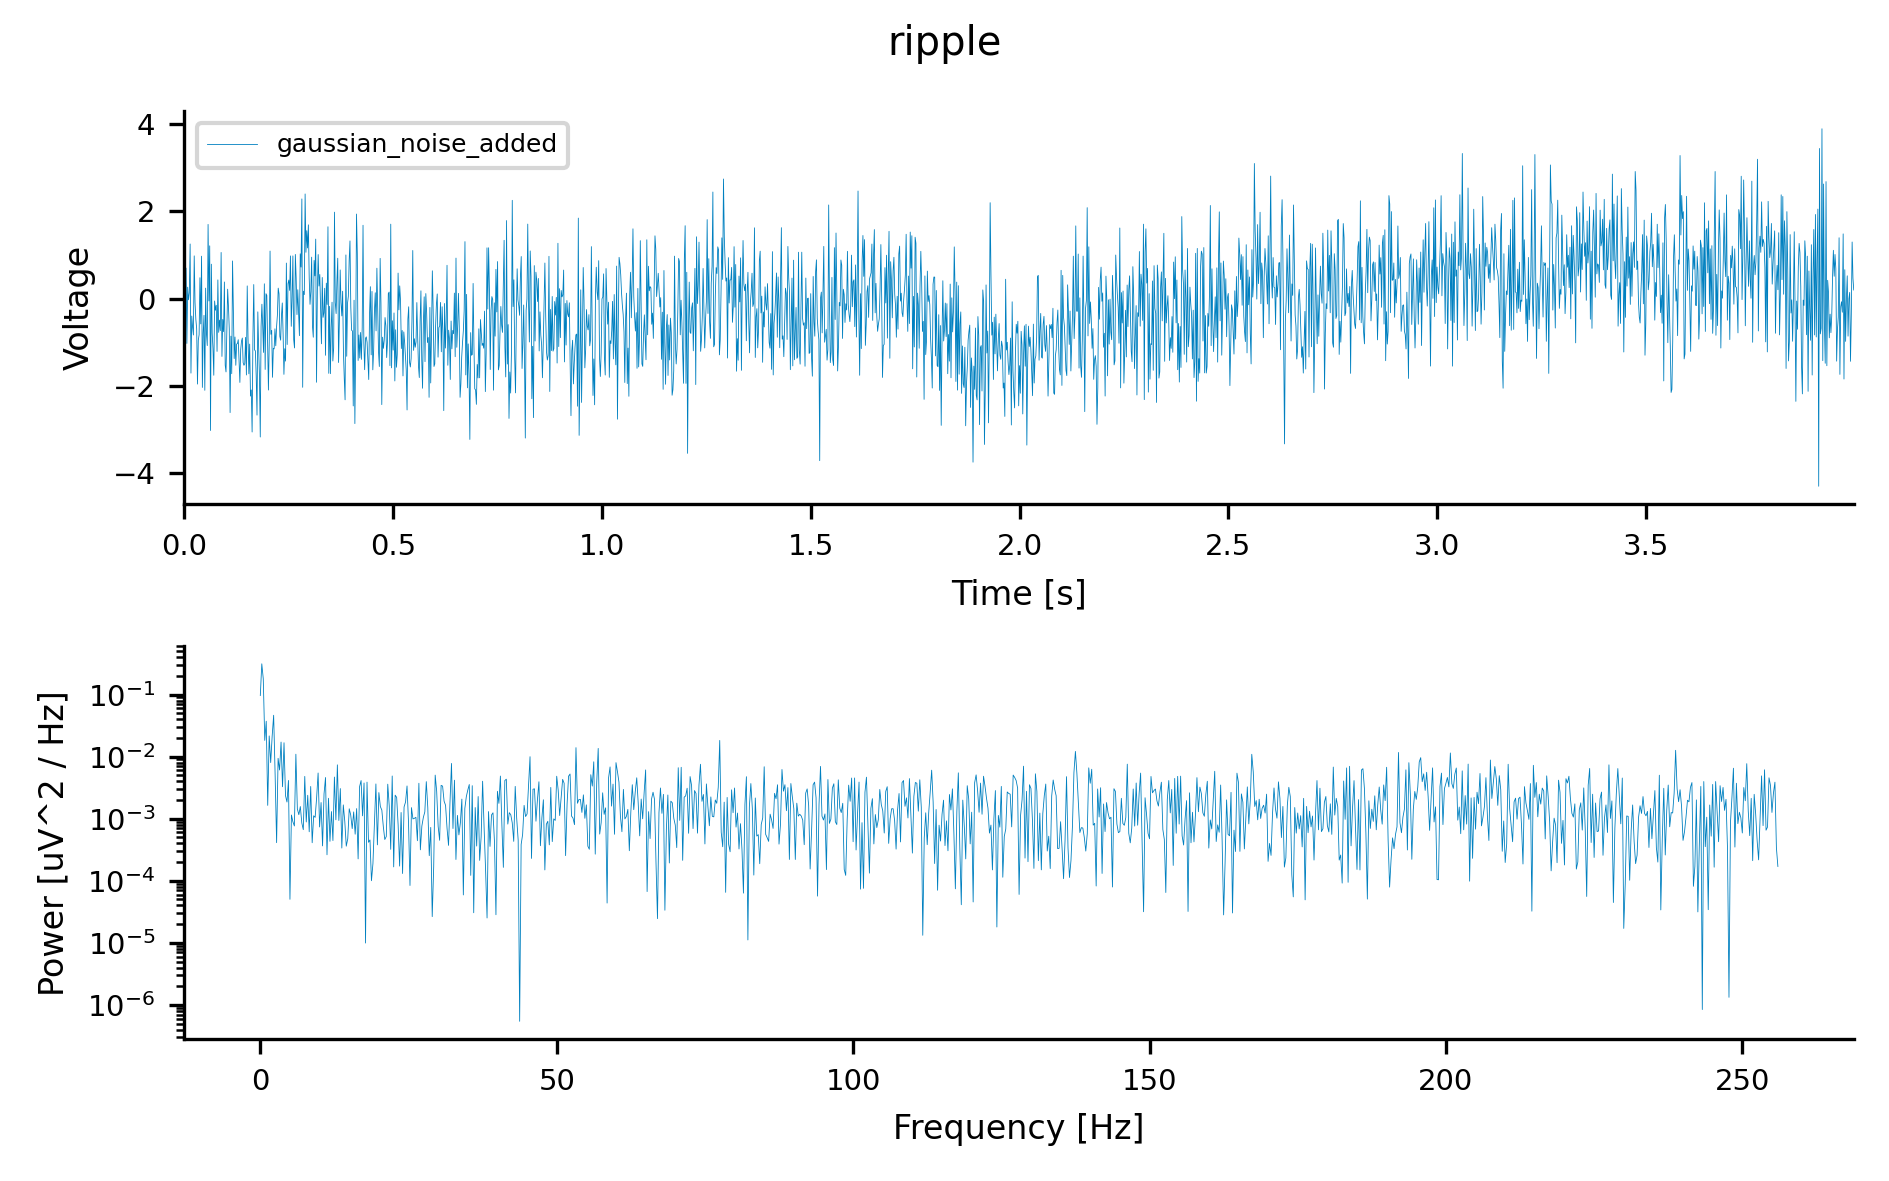 ripple
gaussian_noise_added
Voltage
4
2
0
−2
−4
0.0 0.5 1.0 1.5 2.0 2.5 3.0 3.5
Time [s]
Power [uV^2 / Hz]
10⁻¹
10⁻²
10⁻³
10⁻⁴
10⁻⁵
10⁻⁶
0 50 100 150 200 250
Frequency [Hz]